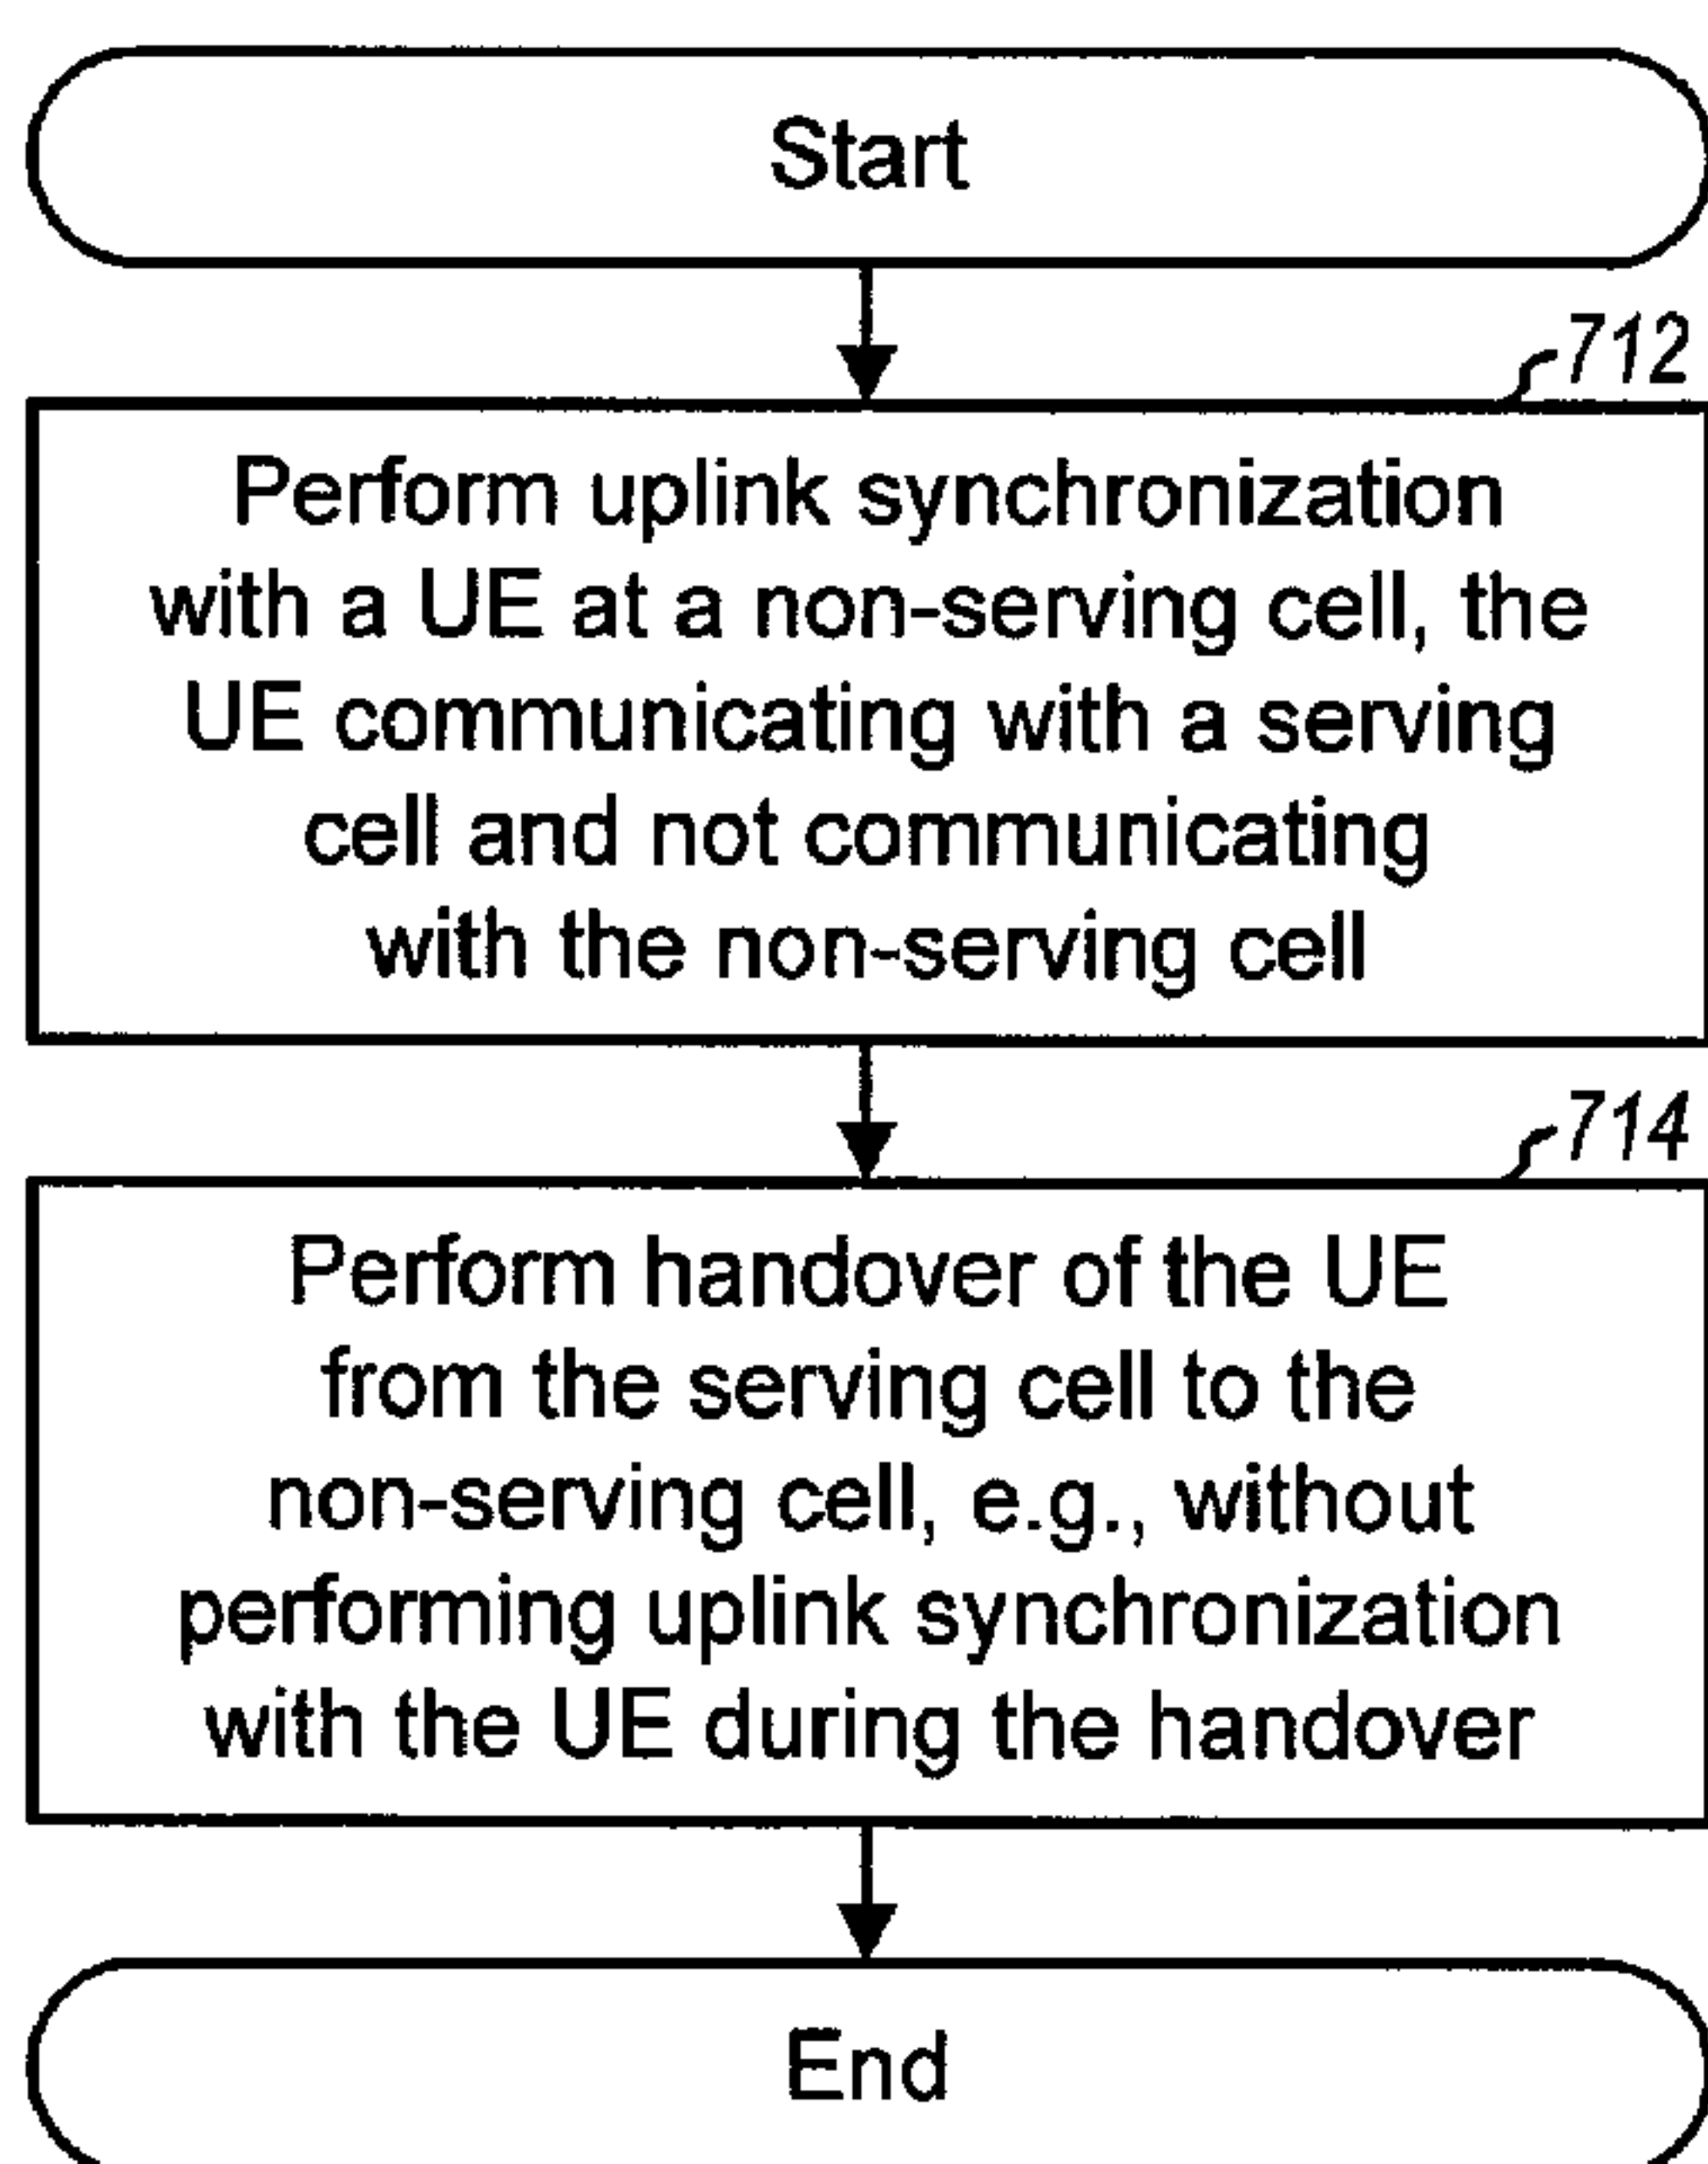 Start
712
Perform uplink synchronization
with a UE at a non-serving cell, the
UE communicating with a serving
cell and not communicating
with the non-serving cell
714
Perform handover of the UE
from the serving cell to the
non-serving cell, e.g., without
performing uplink synchronization
with the UE during the handover
End